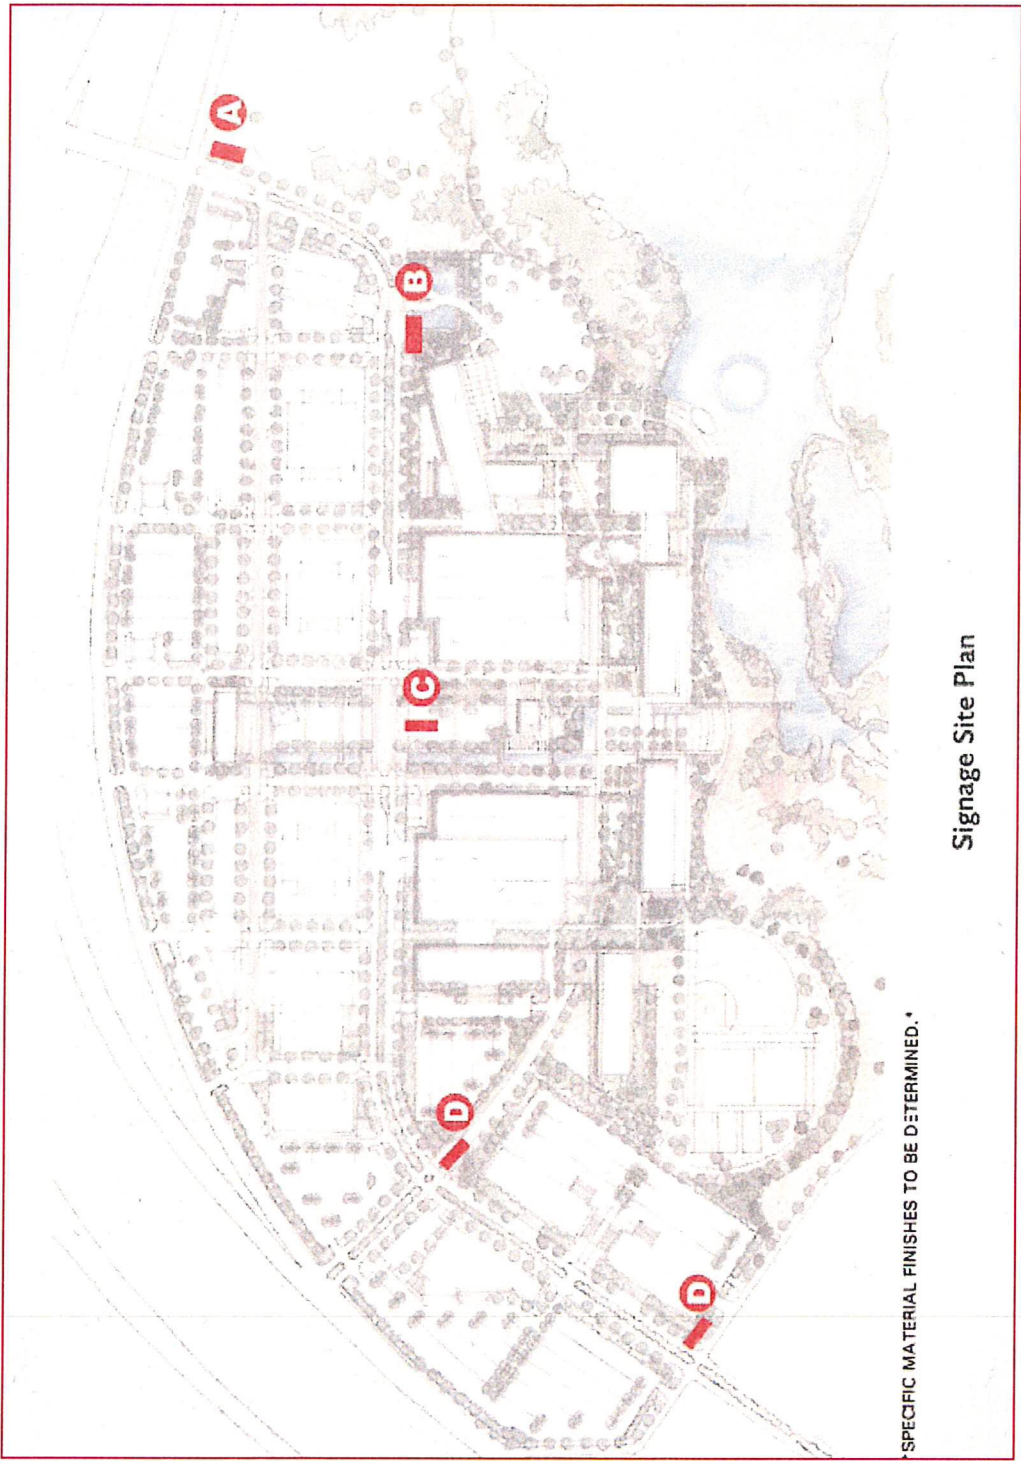 A
B
C
D
D
Signage Site Plan
*SPECIFIC MATERIAL FINISHES TO BE DETERMINED.*